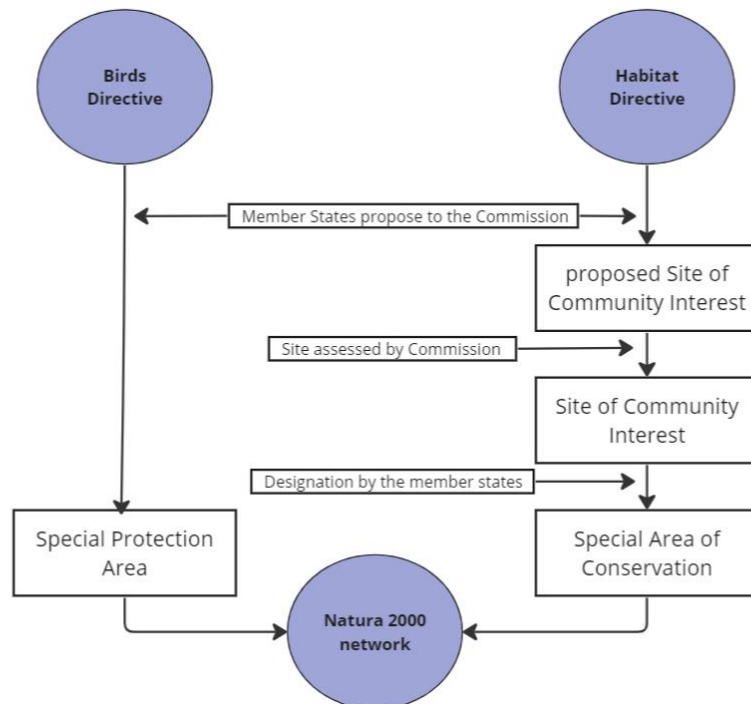 Birds
Directive
Habitat
Directive
Member States propose to the Commission
proposed Site of
Community Interest
Site assessed by Commission
Site of Community
Interest
Designation by the member states
Special Protection
Area
Special Area of
Conservation
Natura 2000
network